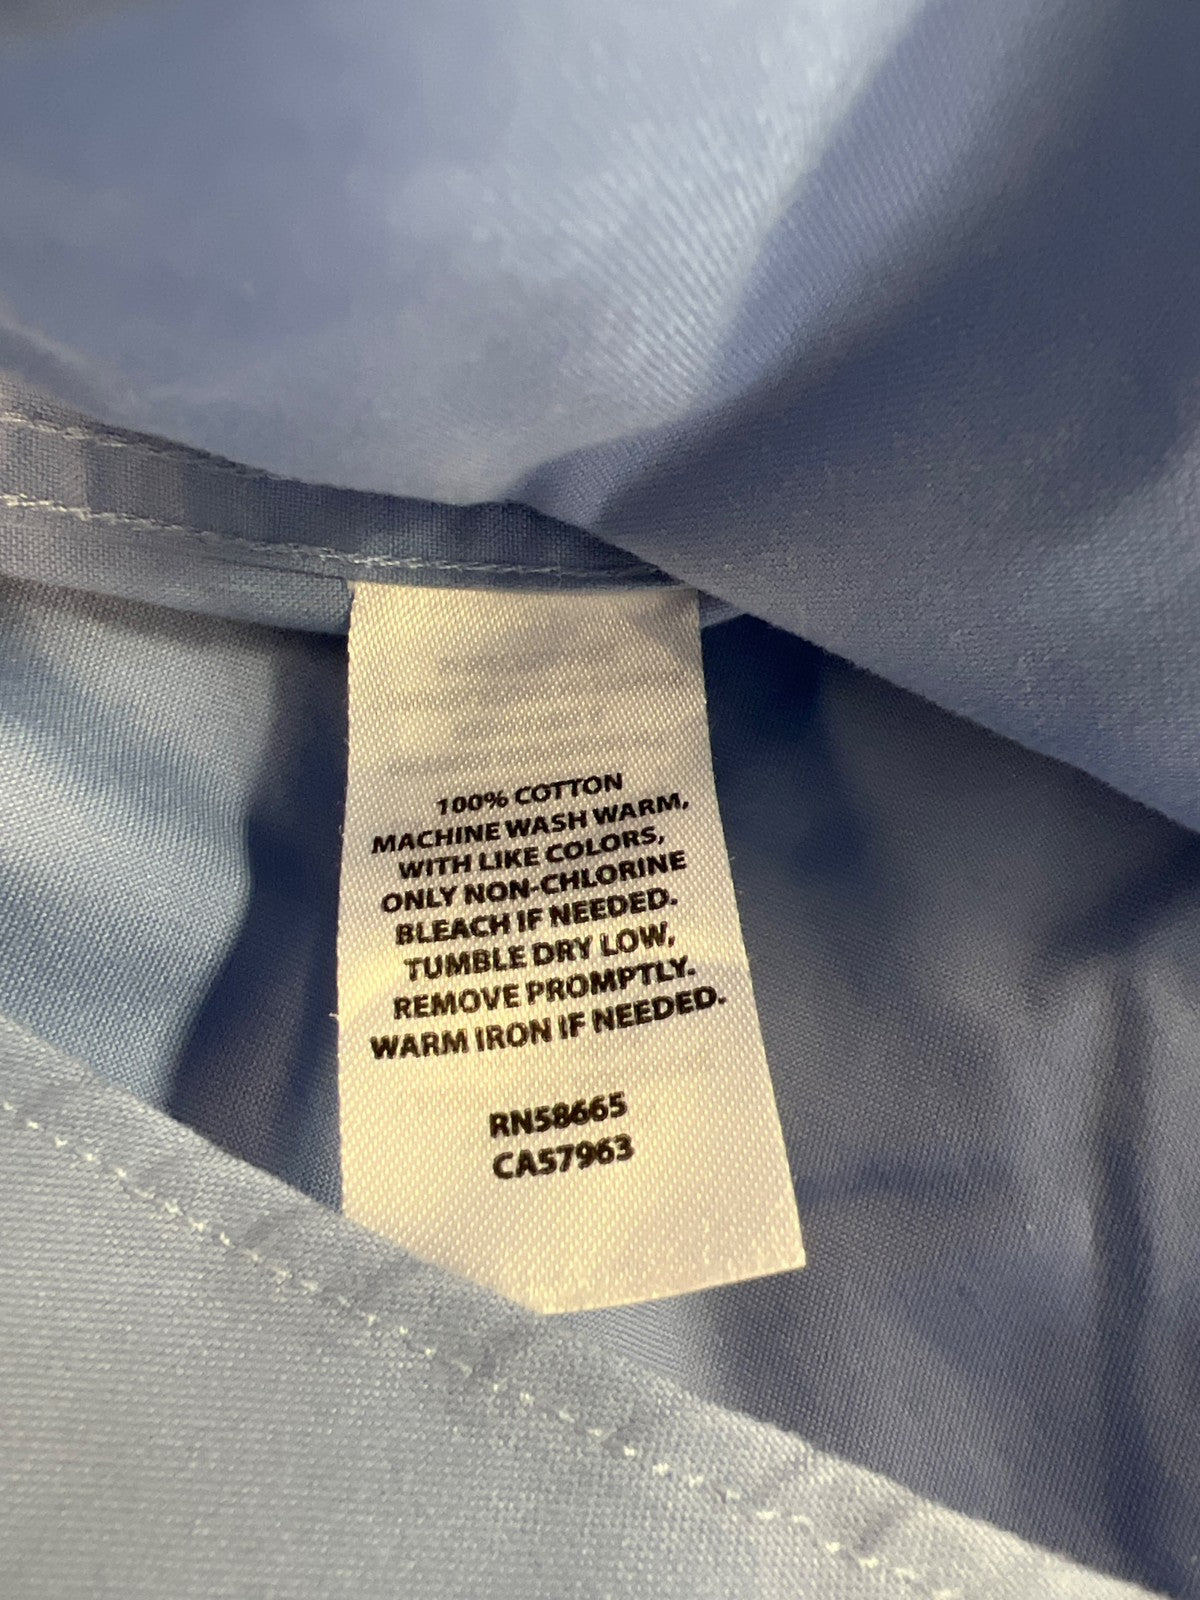 100% COTTON
MACHINE WASH WARM,
WITH LIKE COLORS,
ONLY NON-CHLORINE
BLEACH IF NEEDED.
TUMBLE DRY LOW,
REMOVE PROMPTLY.
WARM IRON IF NEEDED.
RN58665
CA57963